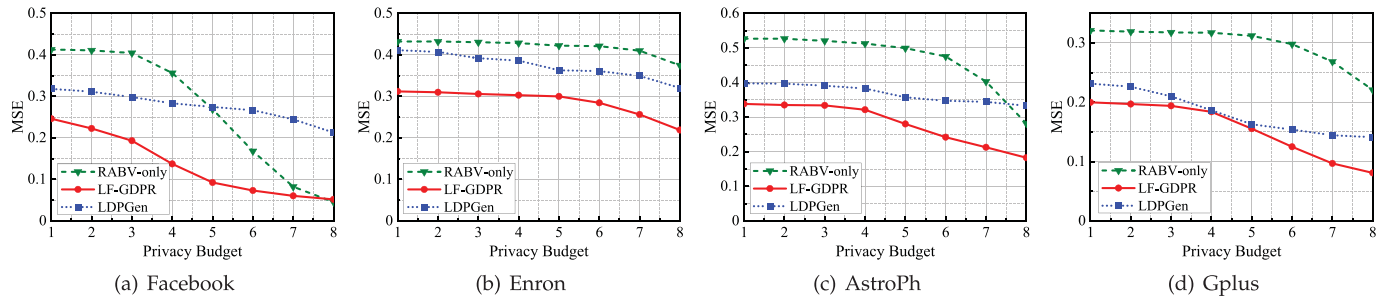 0.5
0.4
0.3
0.2
0.1
0
MSE
RABV-only
LF-GDPR
LDPGen
1 2 3 4 5 6 7 8
Privacy Budget
(a) Facebook
0.5
0.4
0.3
0.2
0.1
0
MSE
RABV-only
LF-GDPR
LDPGen
1 2 3 4 5 6 7 8
Privacy Budget
(b) Enron
0.6
0.5
0.4
0.3
0.2
0.1
0
MSE
RABV-only
LF-GDPR
LDPGen
1 2 3 4 5 6 7 8
Privacy Budget
(c) AstroPh
0.3
0.2
0.1
0
MSE
RABV-only
LF-GDPR
LDPGen
1 2 3 4 5 6 7 8
Privacy Budget
(d) Gplus